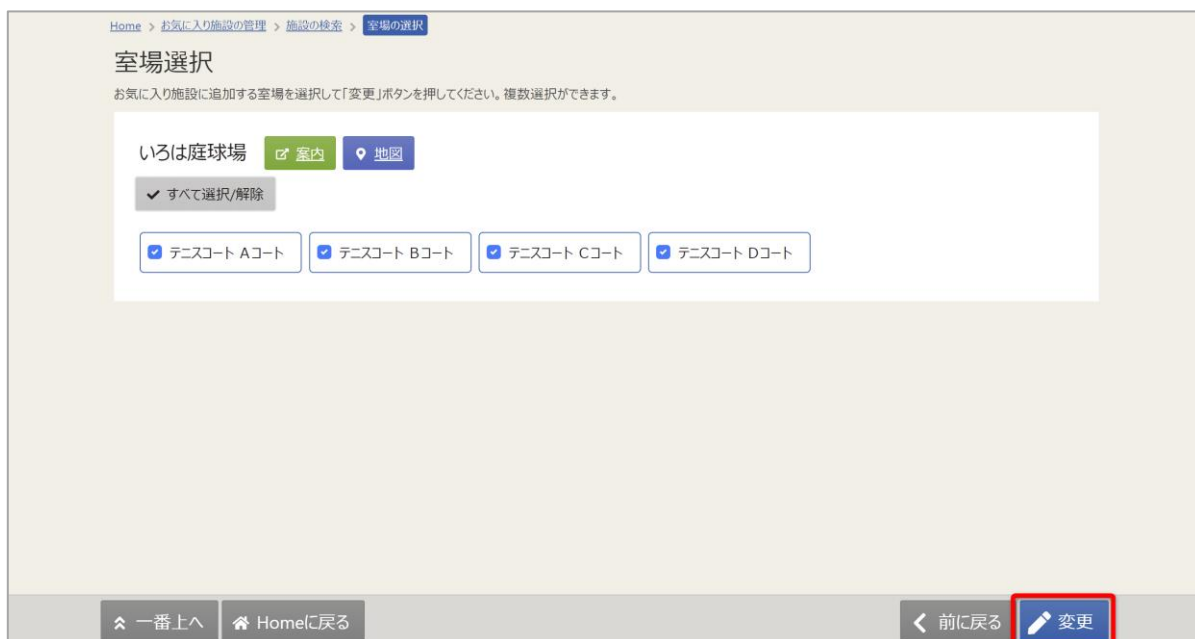 Home > お気に入り施設の管理 > 施設の検索 > 室場の選択
室場選択
お気に入り施設に追加する室場を選択して「変更」ボタンを押してください。複数選択ができます。
いろは庭球場 案内 地図
すべて選択/解除
テニスコート Aコート テニスコート Bコート テニスコート Cコート テニスコート Dコート
一番上へ Homeに戻る 前に戻る 変更